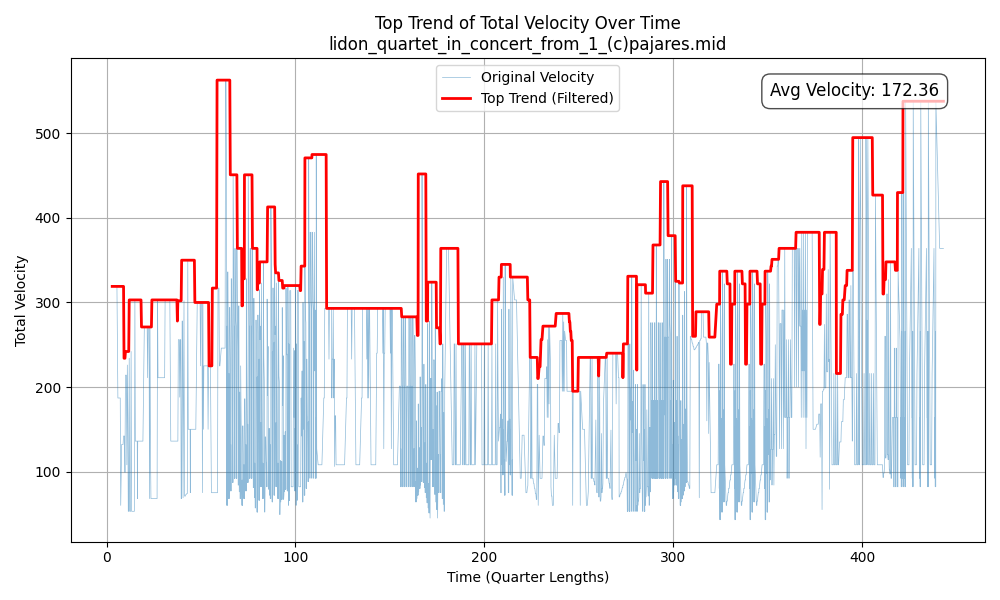 Top Trend of Total Velocity Over Time
lidon_quartet_in_concert_from_1_(c)pajares.mid
Original Velocity
Top Trend (Filtered)
Avg Velocity: 172.36
Total Velocity
500
400
300
200
100
0
100
200
300
400
Time (Quarter Lengths)